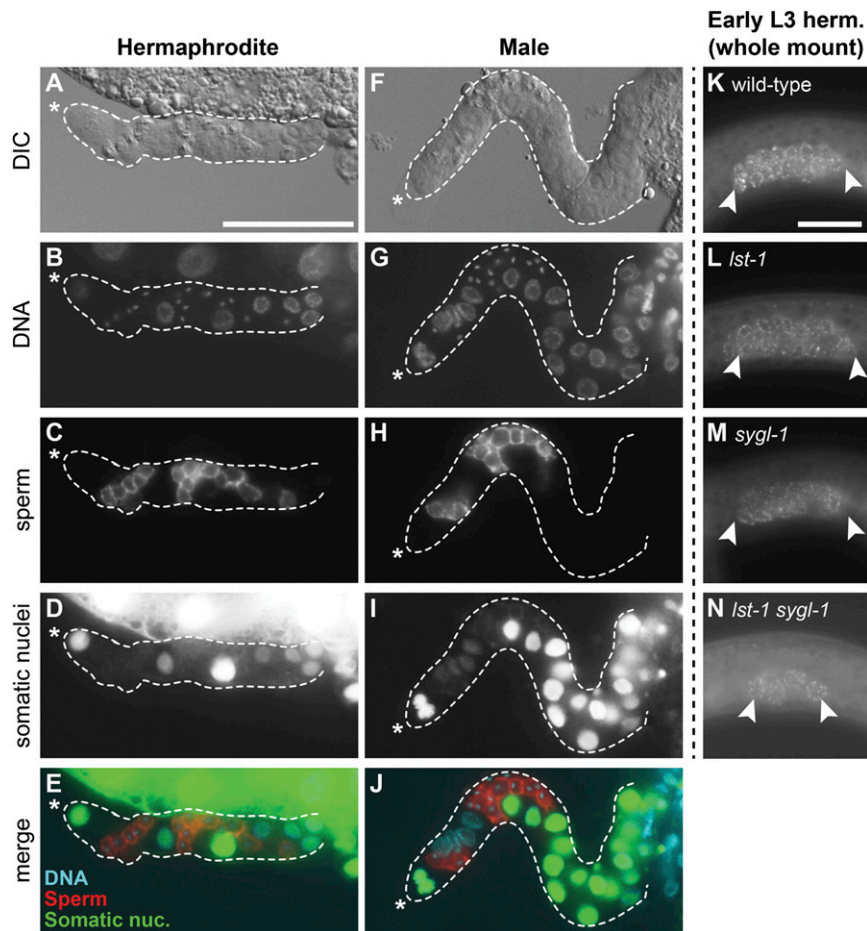 Hermaphrodite
Male
Early L3 herm.
(whole mount)
DIC
A
*
F
*
K wild-type
DNA
B
*
G
*
L lst-1
sperm
C
*
H
*
M sygl-1
somatic nuclei
D
*
I
*
N lst-1 sygl-1
merge
E
*
DNA
Sperm
Somatic nuc.
J
*